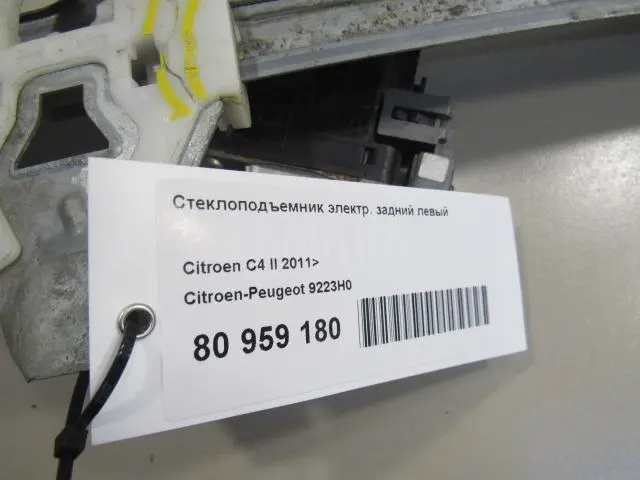 Стеклоподъемник электр. задний левый
Citroen C4 II 2011>
Citroen-Peugeot 9223H0
80 959 180